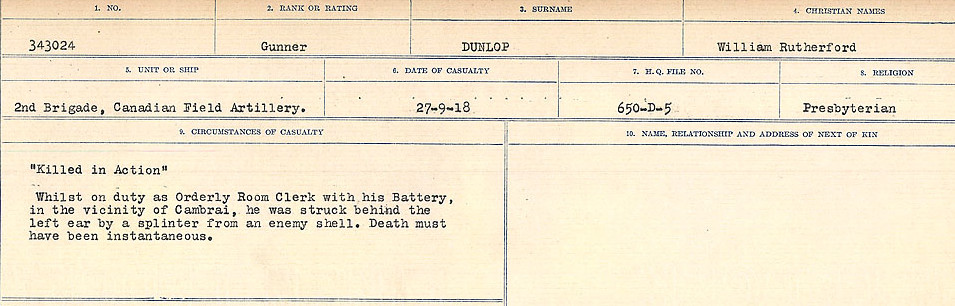 1. NO. 2. RANK OR RATING 3. SURNAME 4. CHRISTIAN NAMES
343024 Gunner DUNLOP William Rutherford
5. UNIT OR SHIP 6. DATE OF CASUALTY 7. H.Q. FILE NO. 8. RELIGION
2nd Brigade, Canadian Field Artillery. 27-9-18 650-D-5 Presbyterian
9. CIRCUMSTANCES OF CASUALTY 10. NAME, RELATIONSHIP AND ADDRESS OF NEXT OF KIN
"Killed in Action"
Whilst on duty as Orderly Room Clerk with his Battery,
in the vicinity of Cambrai, he was struck behind the
left ear by a splinter from an enemy shell. Death must
have been instantaneous.